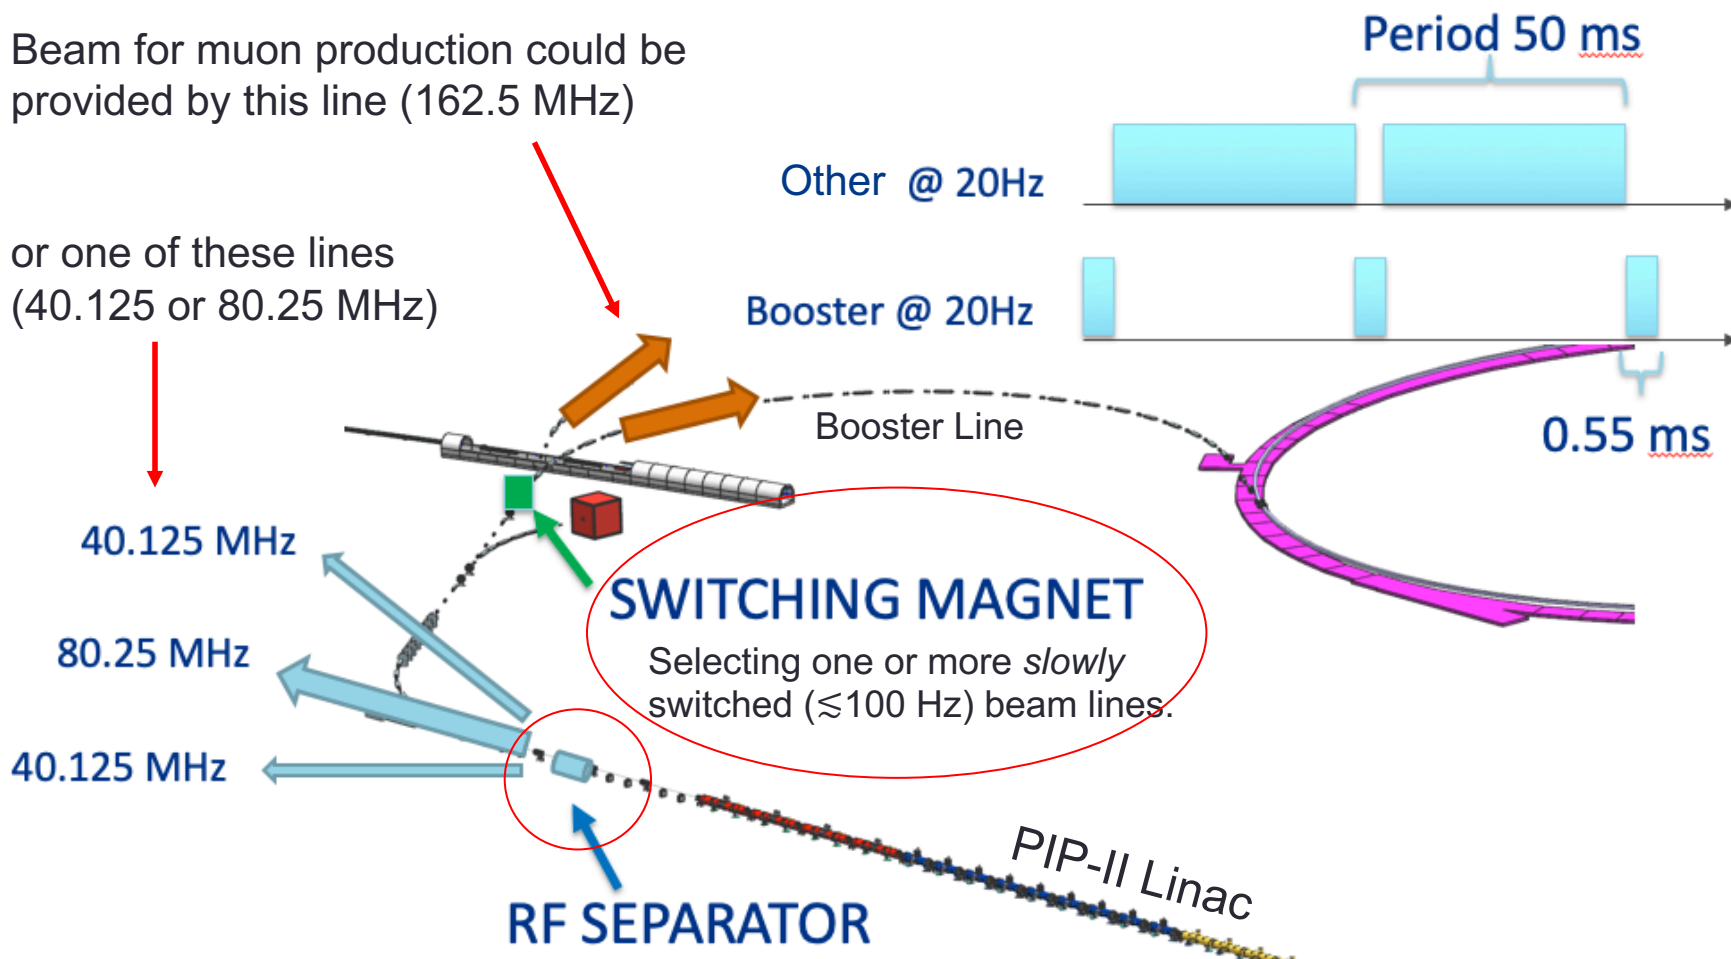 Beam for muon production could be
provided by this line (162.5 MHz)
or one of these lines
(40.125 or 80.25 MHz)
Period 50 ms
Other @ 20Hz
Booster @ 20Hz
0.55 ms
Booster Line
SWITCHING MAGNET
Selecting one or more slowly
switched (≲100 Hz) beam lines.
40.125 MHz
80.25 MHz
40.125 MHz
RF SEPARATOR
PIP-II Linac